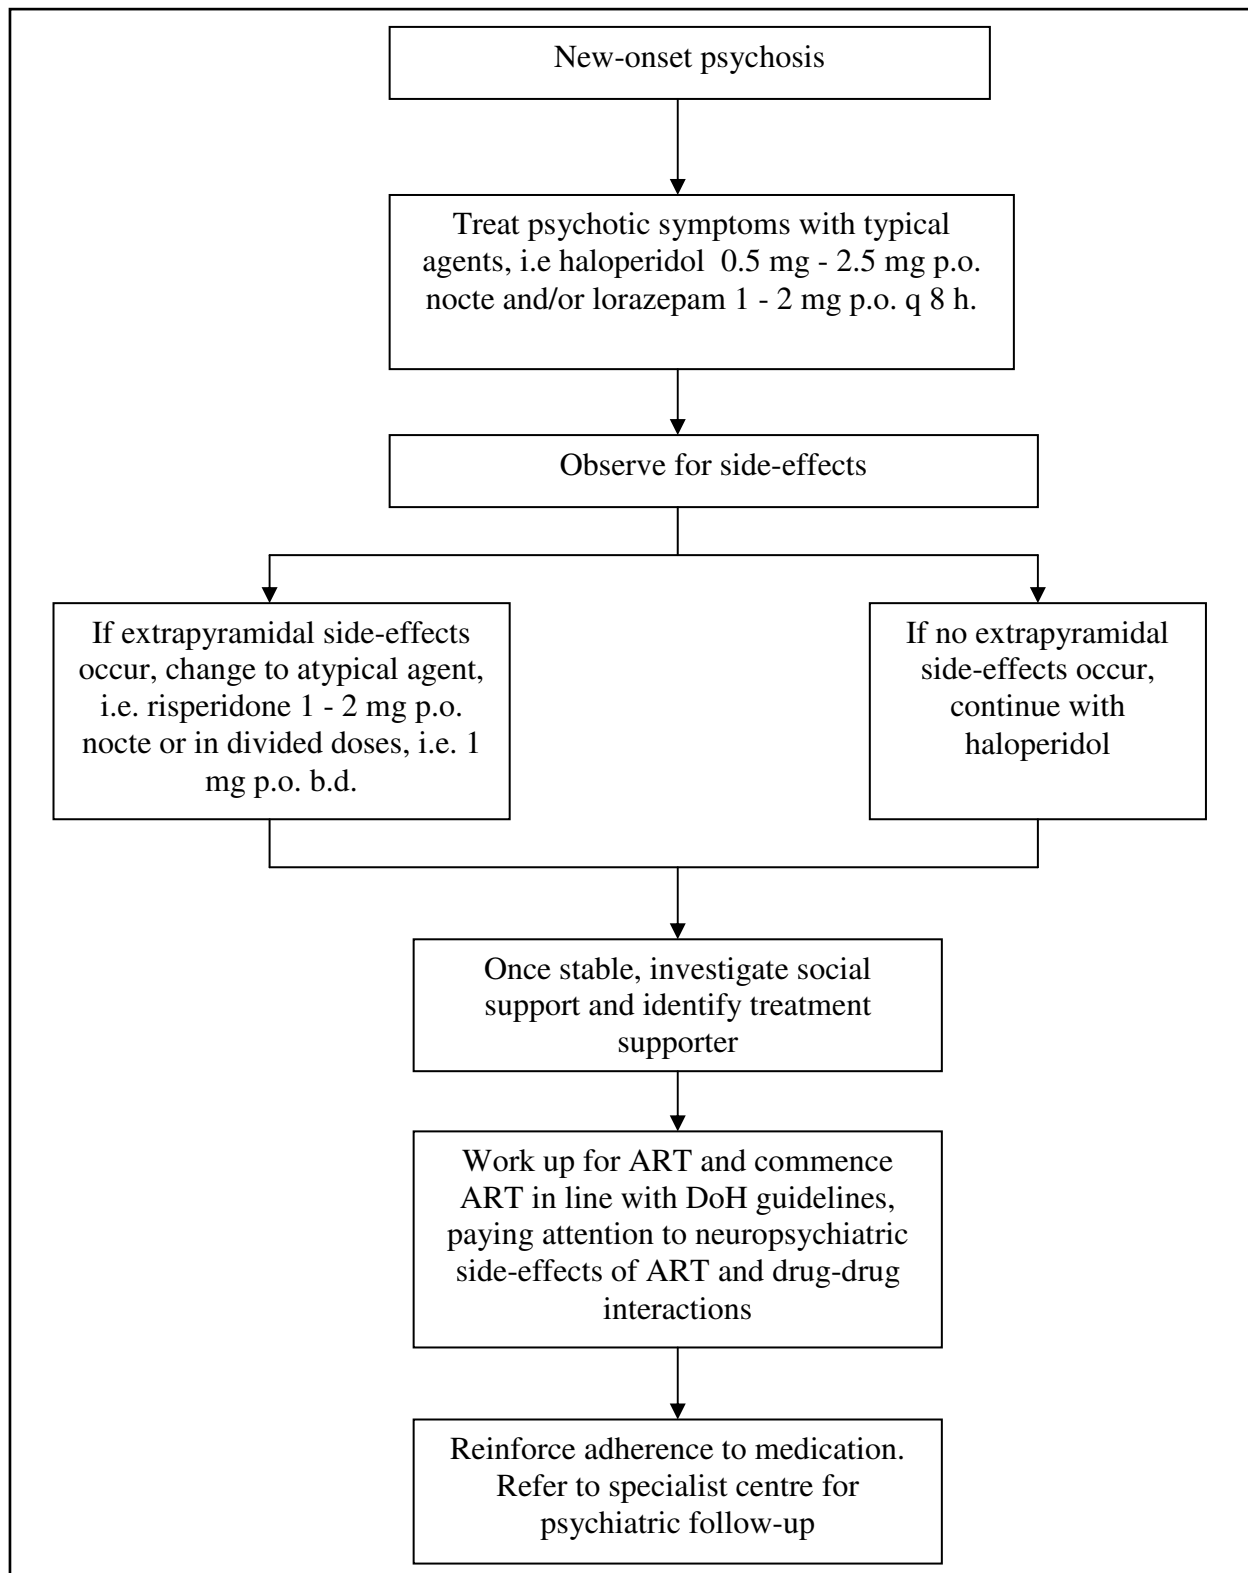 New-onset psychosis
Treat psychotic symptoms with typical
agents, i.e haloperidol 0.5 mg - 2.5 mg p.o.
nocte and/or lorazepam 1 - 2 mg p.o. q 8 h.
Observe for side-effects
If extrapyramidal side-effects
occur, change to atypical agent,
i.e. risperidone 1 - 2 mg p.o.
nocte or in divided doses, i.e. 1
mg p.o. b.d.
If no extrapyramidal
side-effects occur,
continue with
haloperidol
Once stable, investigate social
support and identify treatment
supporter
Work up for ART and commence
ART in line with DoH guidelines,
paying attention to neuropsychiatric
side-effects of ART and drug-drug
interactions
Reinforce adherence to medication.
Refer to specialist centre for
psychiatric follow-up